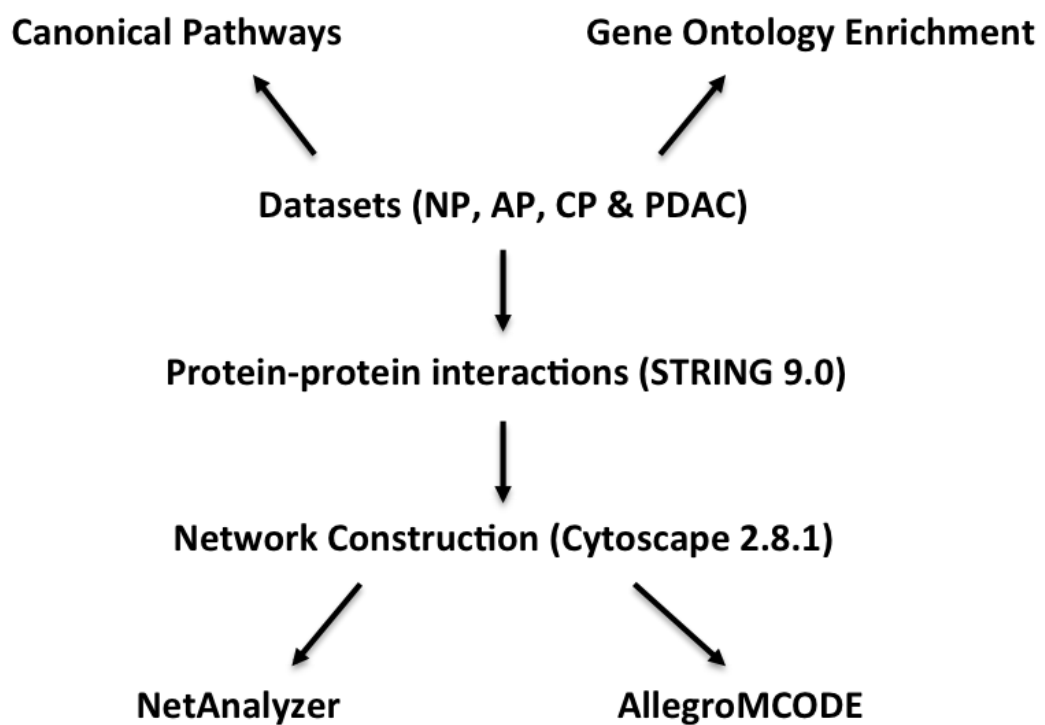 Canonical Pathways
Gene Ontology Enrichment
Datasets (NP, AP, CP & PDAC)
Protein-protein interactions (STRING 9.0)
Network Construction (Cytoscape 2.8.1)
NetAnalyzer
AllegroMCODE